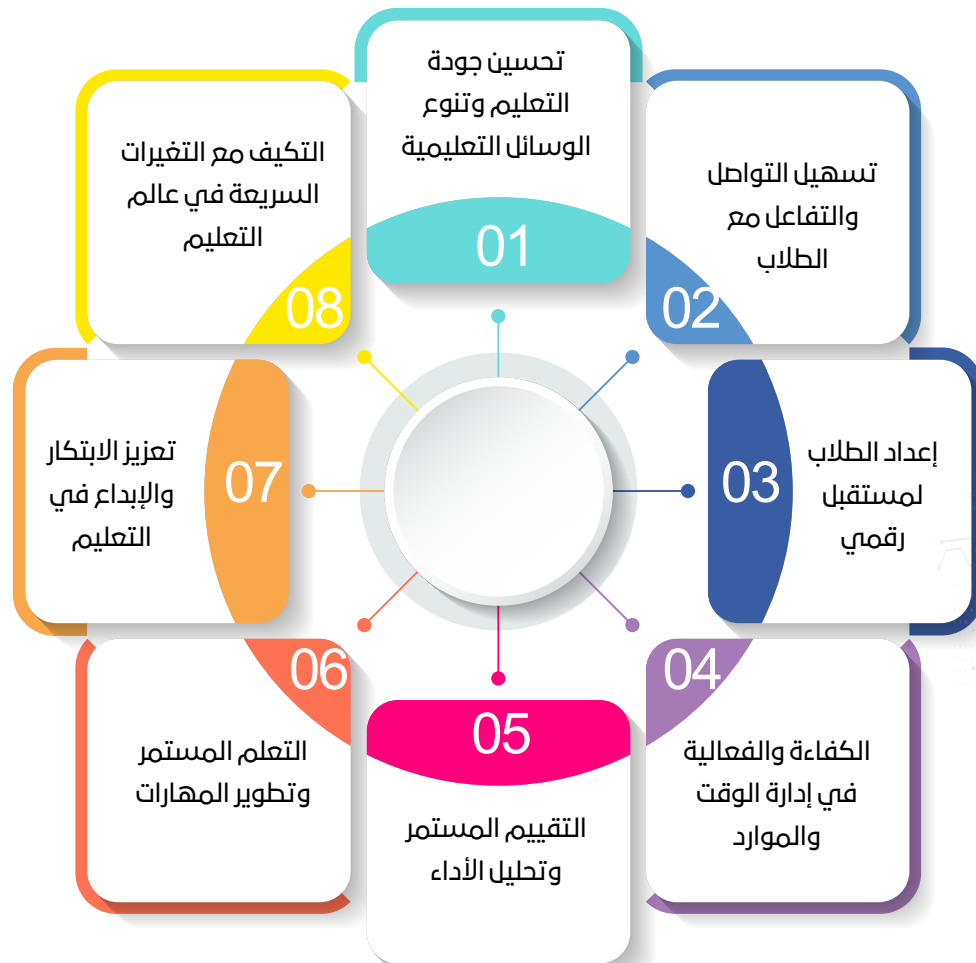 تحسين جودة
التعليم وتنوع
الوسائل التعليمية
01
تسهيل التواصل
والتفاعل مع
الطلاب
02
إعداد الطلاب
لمستقبل
رقمي
03
04
الكفاءة والفعالية
في إدارة الوقت
والموارد
05
التقييم المستمر
وتحليل الأداء
06
التعلم المستمر
وتطوير المهارات
07
تعزيز الابتكار
والإبداع في
التعليم
التكيف مع التغيرات
السريعة في عالم
التعليم
08